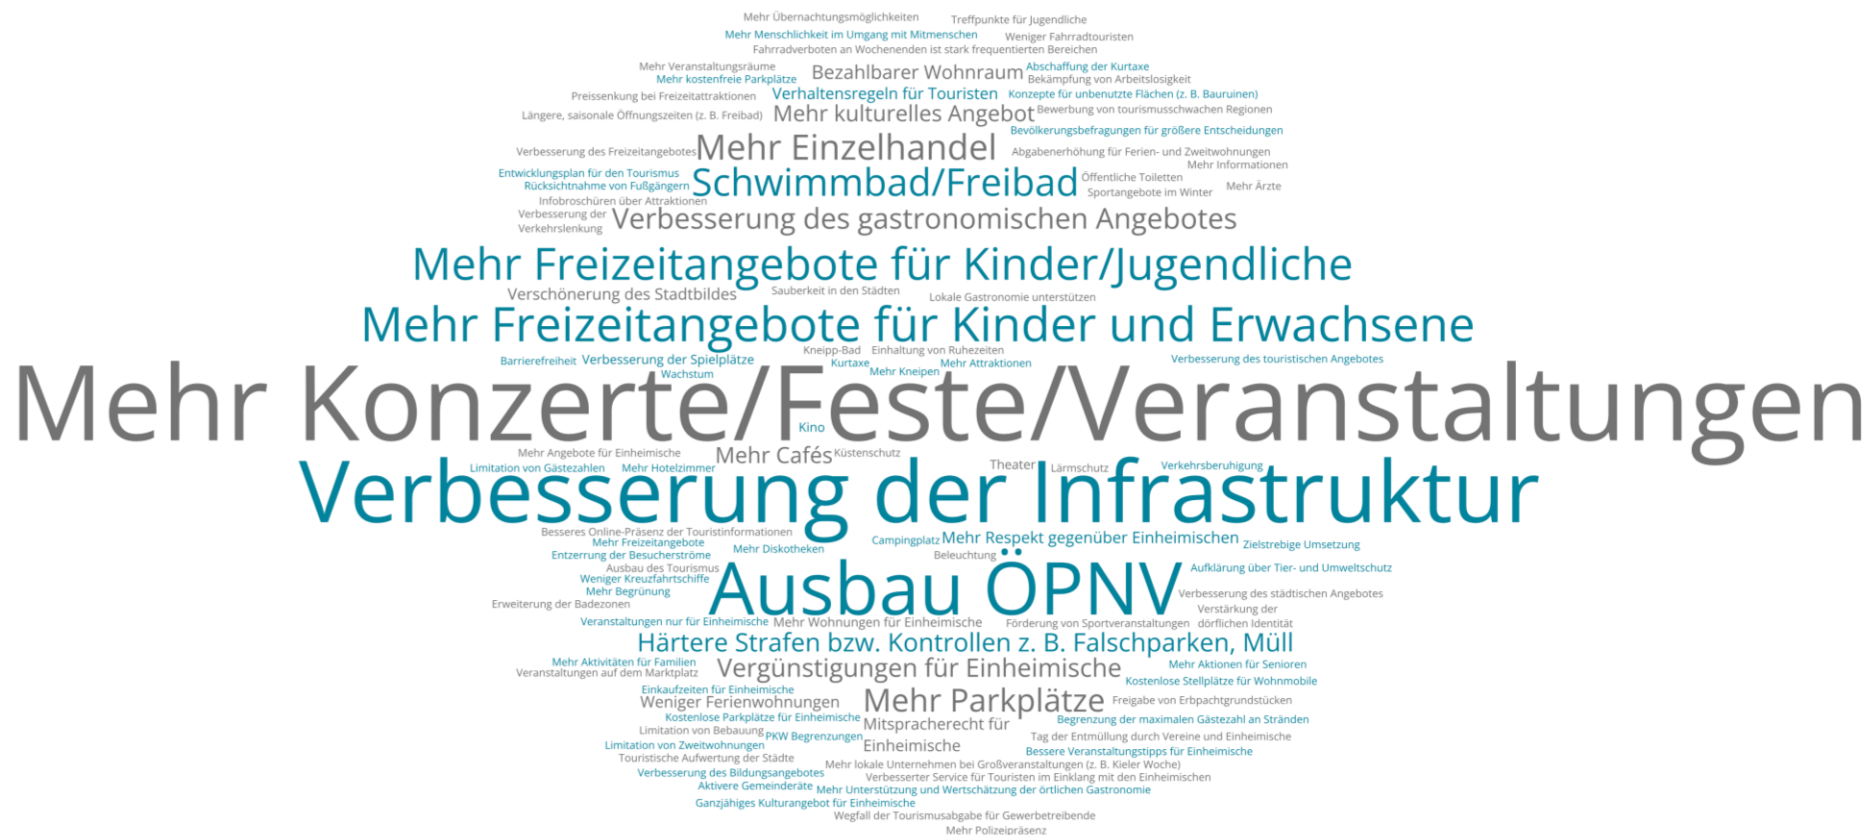 Mehr Übernachtungsmöglichkeiten
Treffpunkte für Jugendliche
Mehr Menschlichkeit im Umgang mit Mitmenschen
Weniger Fahrradtouristen
Fahrradverboten an Wochenenden ist stark frequentierten Bereichen
Mehr Veranstaltungsräume
Bezahlbarer Wohnraum
Abschaffung der Kurtaxe
Mehr kostenfreie Parkplätze
Bekämpfung von Arbeitslosigkeit
Preissenkung bei Freizeitattraktionen
Verhaltensregeln für Touristen
Konzepte für unbenutzte Flächen (z. B. Bauruinen)
Längere, saisonale Öffnungszeiten (z. B. Freibad)
Mehr kulturelles Angebot
Bewerbung von tourismusschwachen Regionen
Bevölkerungsbefragungen für größere Entscheidungen
Verbesserung des Freizeitangebotes
Mehr Einzelhandel
Abgabenerhöhung für Ferien- und Zweitwohnungen
Mehr Informationen
Entwicklungsplan für den Tourismus
Schwimmbad/Freibad
Öffentliche Toiletten
Rücksichtnahme von Fußgängern
Sportangebote im Winter
Mehr Ärzte
Infobroschüren über Attraktionen
Verbesserung der
Verkehrslenkung
Verbesserung des gastronomischen Angebotes
Mehr Freizeitangebote für Kinder/Jugendliche
Verschönerung des Stadtbildes
Sauberkeit in den Städten
Lokale Gastronomie unterstützen
Mehr Freizeitangebote für Kinder und Erwachsene
Kneipp-Bad
Einhaltung von Ruhezeiten
Barrierefreiheit
Verbesserung der Spielplätze
Kurtaxe
Mehr Attraktionen
Verbesserung des touristischen Angebotes
Wachstum
Mehr Kneipen
Mehr Konzerte/Feste/Veranstaltungen
Kino
Mehr Angebote für Einheimische
Mehr Cafés
Küstenschutz
Limitation von Gästezahlen
Mehr Hotelzimmer
Theater
Lärmschutz
Verkehrsberuhigung
Verbesserung der Infrastruktur
Besseres Online-Präsenz der Touristinformationen
Mehr Freizeitangebote
Campingplatz
Mehr Respekt gegenüber Einheimischen
Zielstrebige Umsetzung
Entzerrung der Besucherströme
Mehr Diskotheken
Beleuchtung
Ausbau des Tourismus
Aufklärung über Tier- und Umweltschutz
Weniger Kreuzfahrtschiffe
Ausbau ÖPNV
Mehr Begrünung
Verbesserung des städtischen Angebotes
Erweiterung der Badezonen
Verstärkung der
dörflichen Identität
Veranstaltungen nur für Einheimische
Mehr Wohnungen für Einheimische
Förderung von Sportveranstaltungen
Härtere Strafen bzw. Kontrollen z. B. Falschparken, Müll
Mehr Aktivitäten für Familien
Vergünstigungen für Einheimische
Mehr Aktionen für Senioren
Veranstaltungen auf dem Marktplatz
Kostenlose Stellplätze für Wohnmobile
Einkaufzeiten für Einheimische
Weniger Ferienwohnungen
Mehr Parkplätze
Freigabe von Erbpachtgrundstücken
Kostenlose Parkplätze für Einheimische
Mitspracherecht für
Einheimische
Begrenzung der maximalen Gästezahl an Stränden
Limitation von Bebauung
PKW Begrenzungen
Tag der Entmüllung durch Vereine und Einheimische
Limitation von Zweitwohnungen
Bessere Veranstaltungstipps für Einheimische
Touristische Aufwertung der Städte
Mehr lokale Unternehmen bei Großveranstaltungen (z. B. Kieler Woche)
Verbesserung des Bildungsangebotes
Verbesserter Service für Touristen im Einklang mit den Einheimischen
Aktivere Gemeinderäte
Mehr Unterstützung und Wertschätzung der örtlichen Gastronomie
Ganzjähiges Kulturangebot für Einheimische
Wegfall der Tourismusabgabe für Gewerbetreibende
Mehr Polizeipräsenz